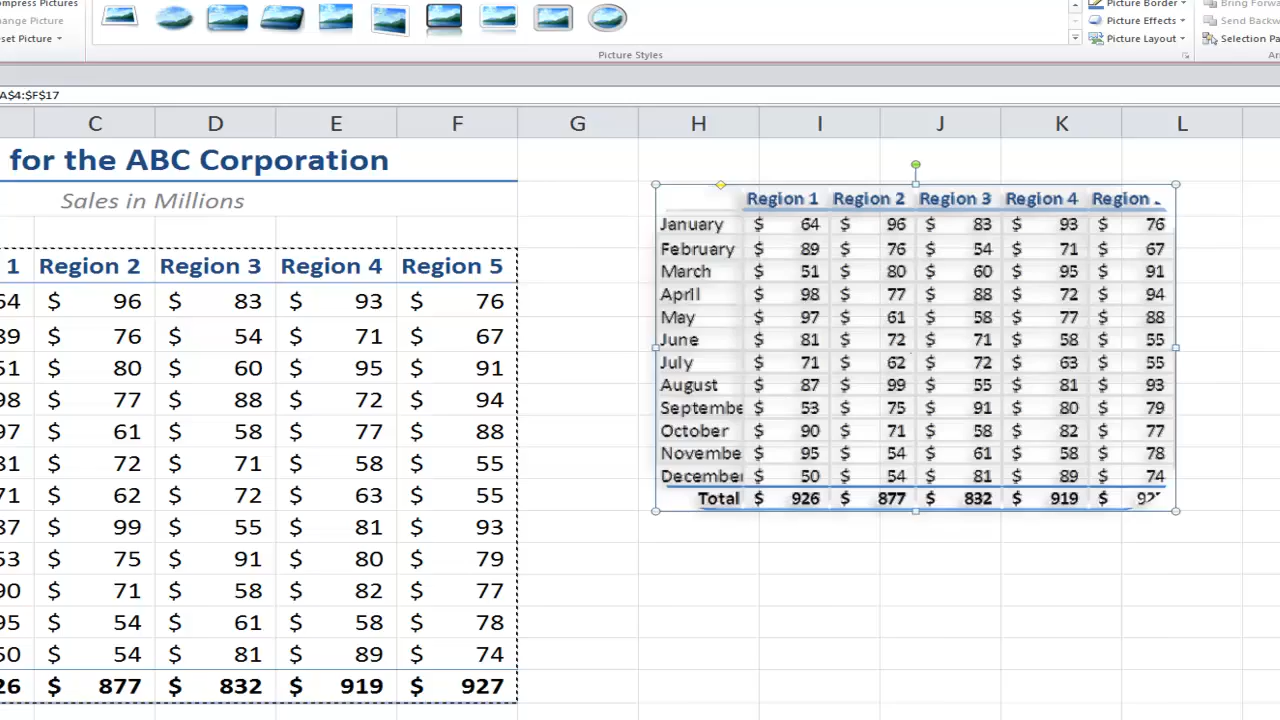 ompress Pictures
ange Picture
set Picture
Picture Styles
Picture Border
Picture Effects
Picture Layout
Bring Forw
Send Backw
Selection Pa
Ar
A$4:$F$17
C D E F G H I J K L
for the ABC Corporation
Sales in Millions
1 Region 2 Region 3 Region 4 Region 5
64 $ 96 $ 83 $ 93 $ 76
89 $ 76 $ 54 $ 71 $ 67
51 $ 80 $ 60 $ 95 $ 91
98 $ 77 $ 88 $ 72 $ 94
97 $ 61 $ 58 $ 77 $ 88
81 $ 72 $ 71 $ 58 $ 55
71 $ 62 $ 72 $ 63 $ 55
87 $ 99 $ 55 $ 81 $ 93
53 $ 75 $ 91 $ 80 $ 79
90 $ 71 $ 58 $ 82 $ 77
95 $ 54 $ 61 $ 58 $ 78
50 $ 54 $ 81 $ 89 $ 74
26 $ 877 $ 832 $ 919 $ 927
Region 1 Region 2 Region 3 Region 4 Region
January $ 64 $ 96 $ 83 $ 93 $ 76
February $ 89 $ 76 $ 54 $ 71 $ 67
March $ 51 $ 80 $ 60 $ 95 $ 91
April $ 98 $ 77 $ 88 $ 72 $ 94
May $ 97 $ 61 $ 58 $ 77 $ 88
June $ 81 $ 72 $ 71 $ 58 $ 55
July $ 71 $ 62 $ 72 $ 63 $ 55
August $ 87 $ 99 $ 55 $ 81 $ 93
Septembe $ 53 $ 75 $ 91 $ 80 $ 79
October $ 90 $ 71 $ 58 $ 82 $ 77
Novembe $ 95 $ 54 $ 61 $ 58 $ 78
December $ 50 $ 54 $ 81 $ 89 $ 74
Total $ 926 $ 877 $ 832 $ 919 $ 92